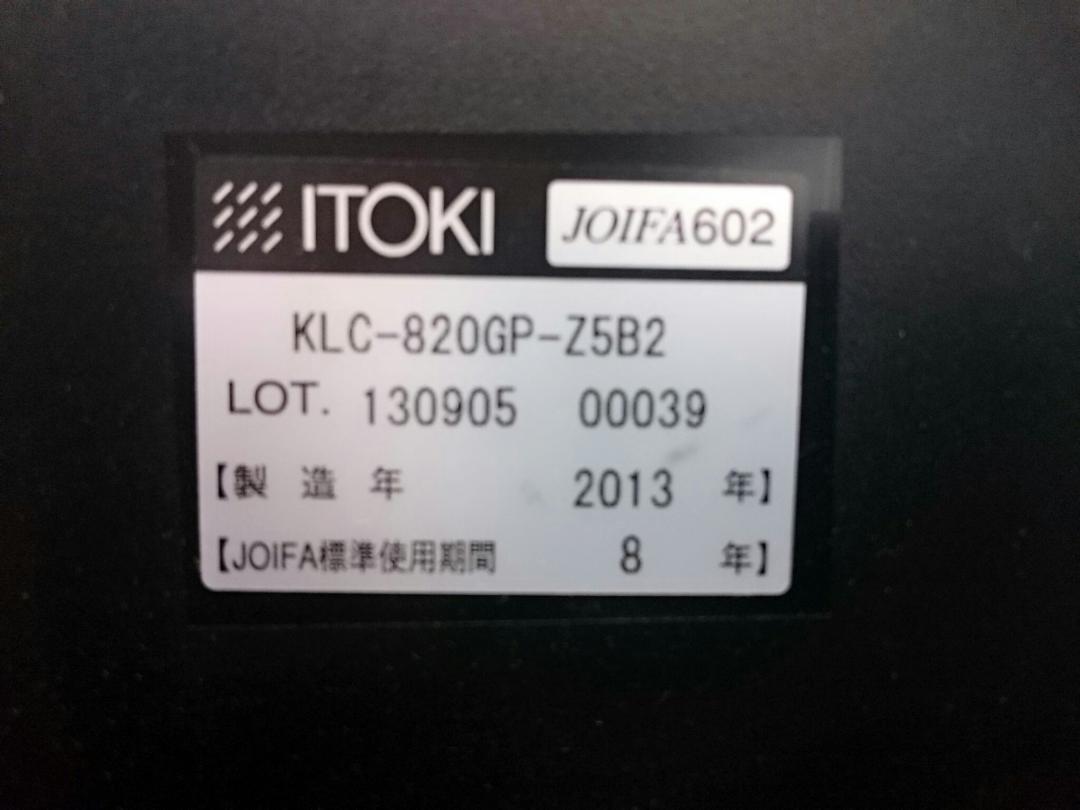 ITOKI JOIFA602
KLC-820GP-Z5B2
LOT. 130905 00039
【製 造 年 2013 年】
【JOIFA標準使用期間 8 年】